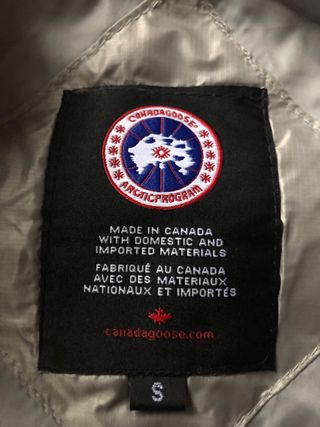 CANADA GOOSE
ARCTIC PROGRAM
MADE IN CANADA
WITH DOMESTIC AND
IMPORTED MATERIALS
FABRIQUÉ AU CANADA
AVEC DES MATERIAUX
NATIONAUX ET IMPORTÉS
canadagoose.com
S